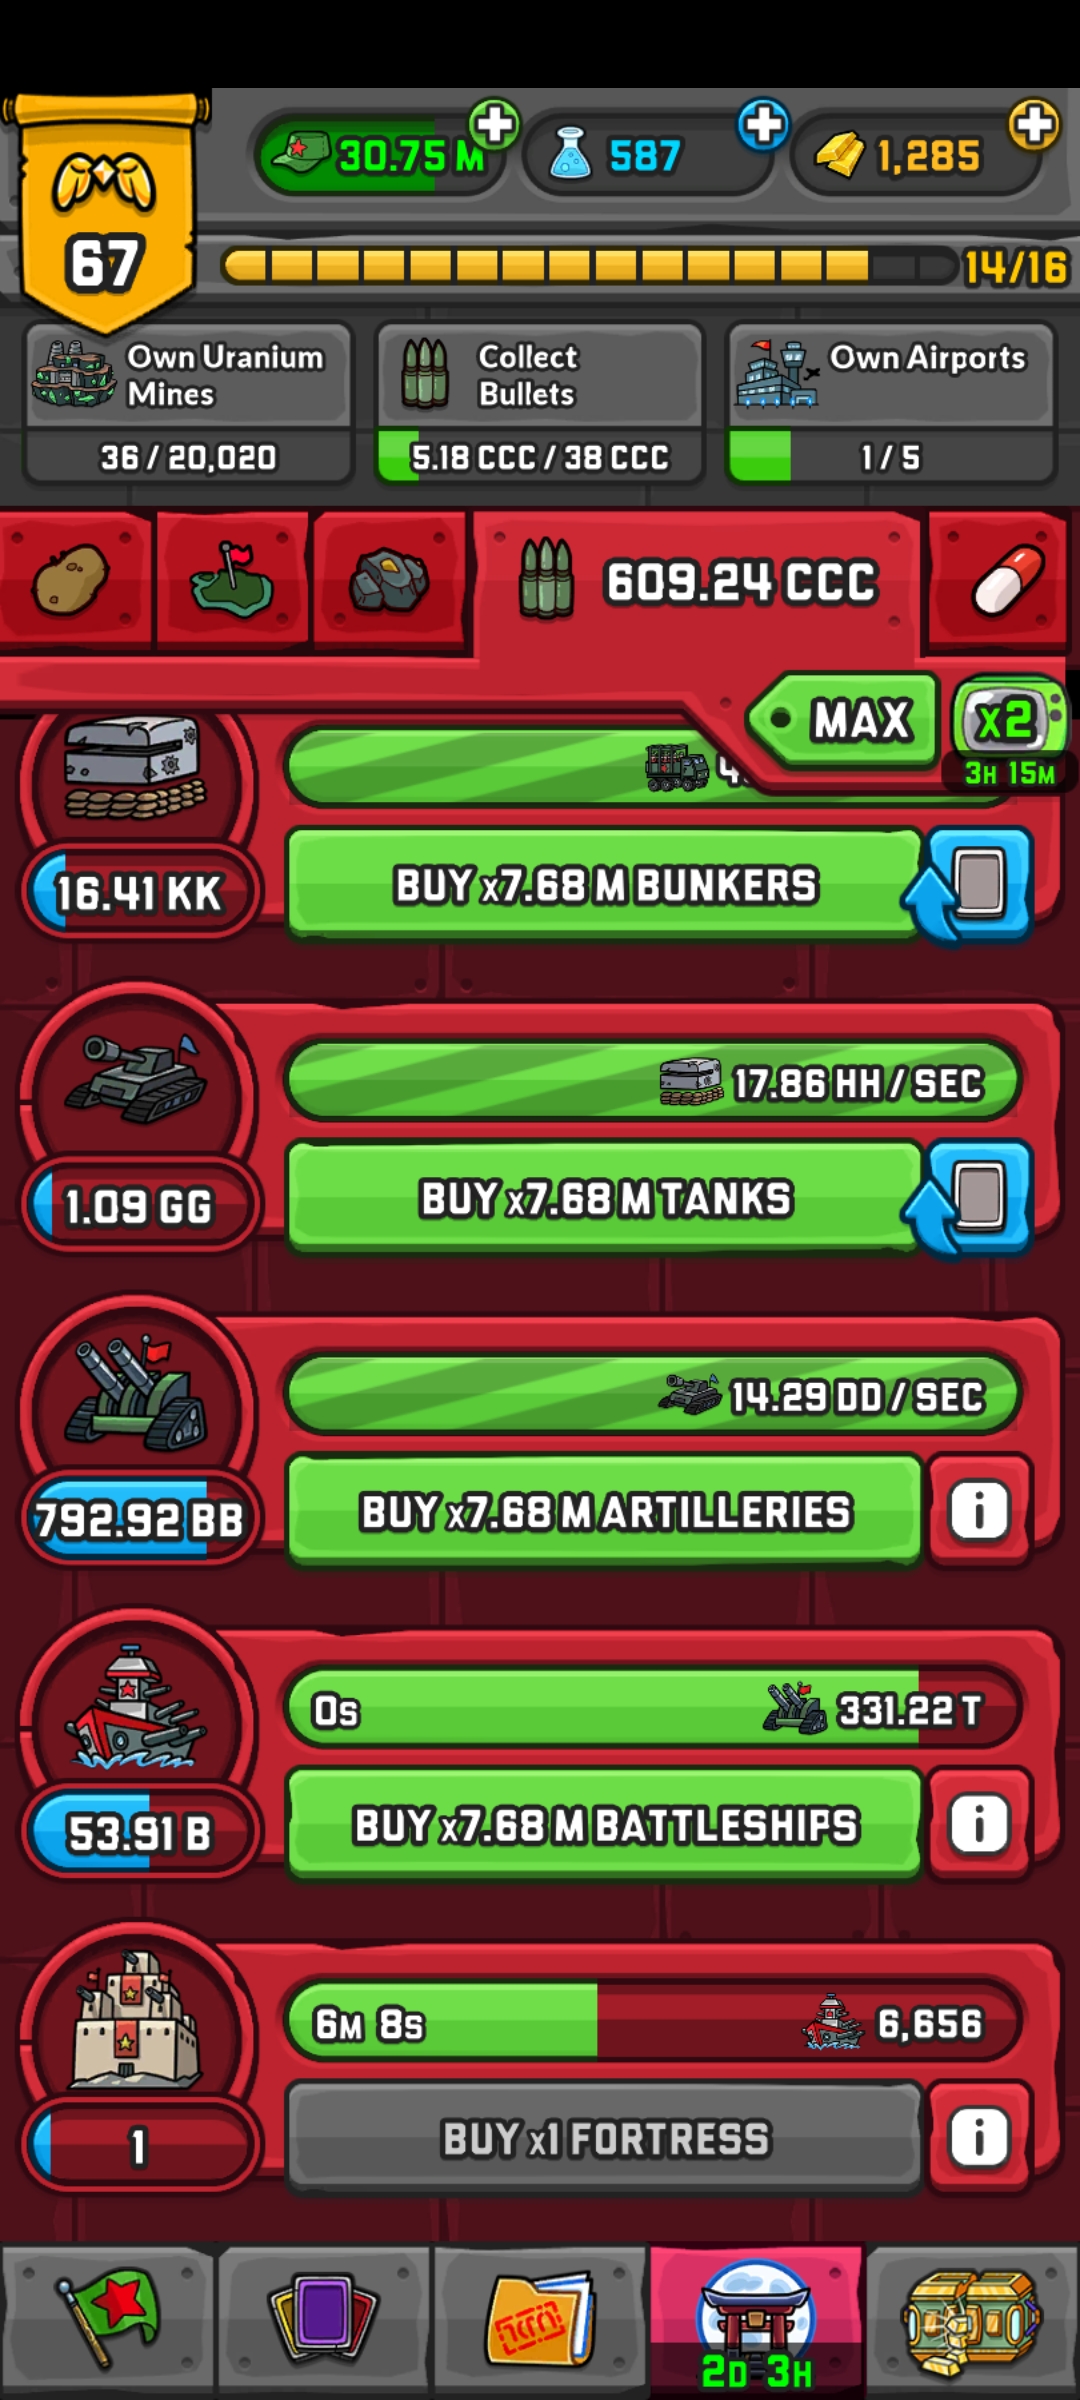 30.75 M
587
1,285
67
14/16
Own Uranium
Mines
36 / 20,020
Collect
Bullets
5.18 CCC / 38 CCC
Own Airports
1 / 5
609.24 CCC
MAX
x2
3H 15M
16.41 KK
BUY x7.68 M BUNKERS
17.86 HH / SEC
1.09 GG
BUY x7.68 M TANKS
14.29 DD / SEC
792.92 BB
BUY x7.68 M ARTILLERIES
i
0s
331.22 T
53.91 B
BUY x7.68 M BATTLESHIPS
i
6M 8s
6,656
1
BUY x1 FORTRESS
i
2D 3H